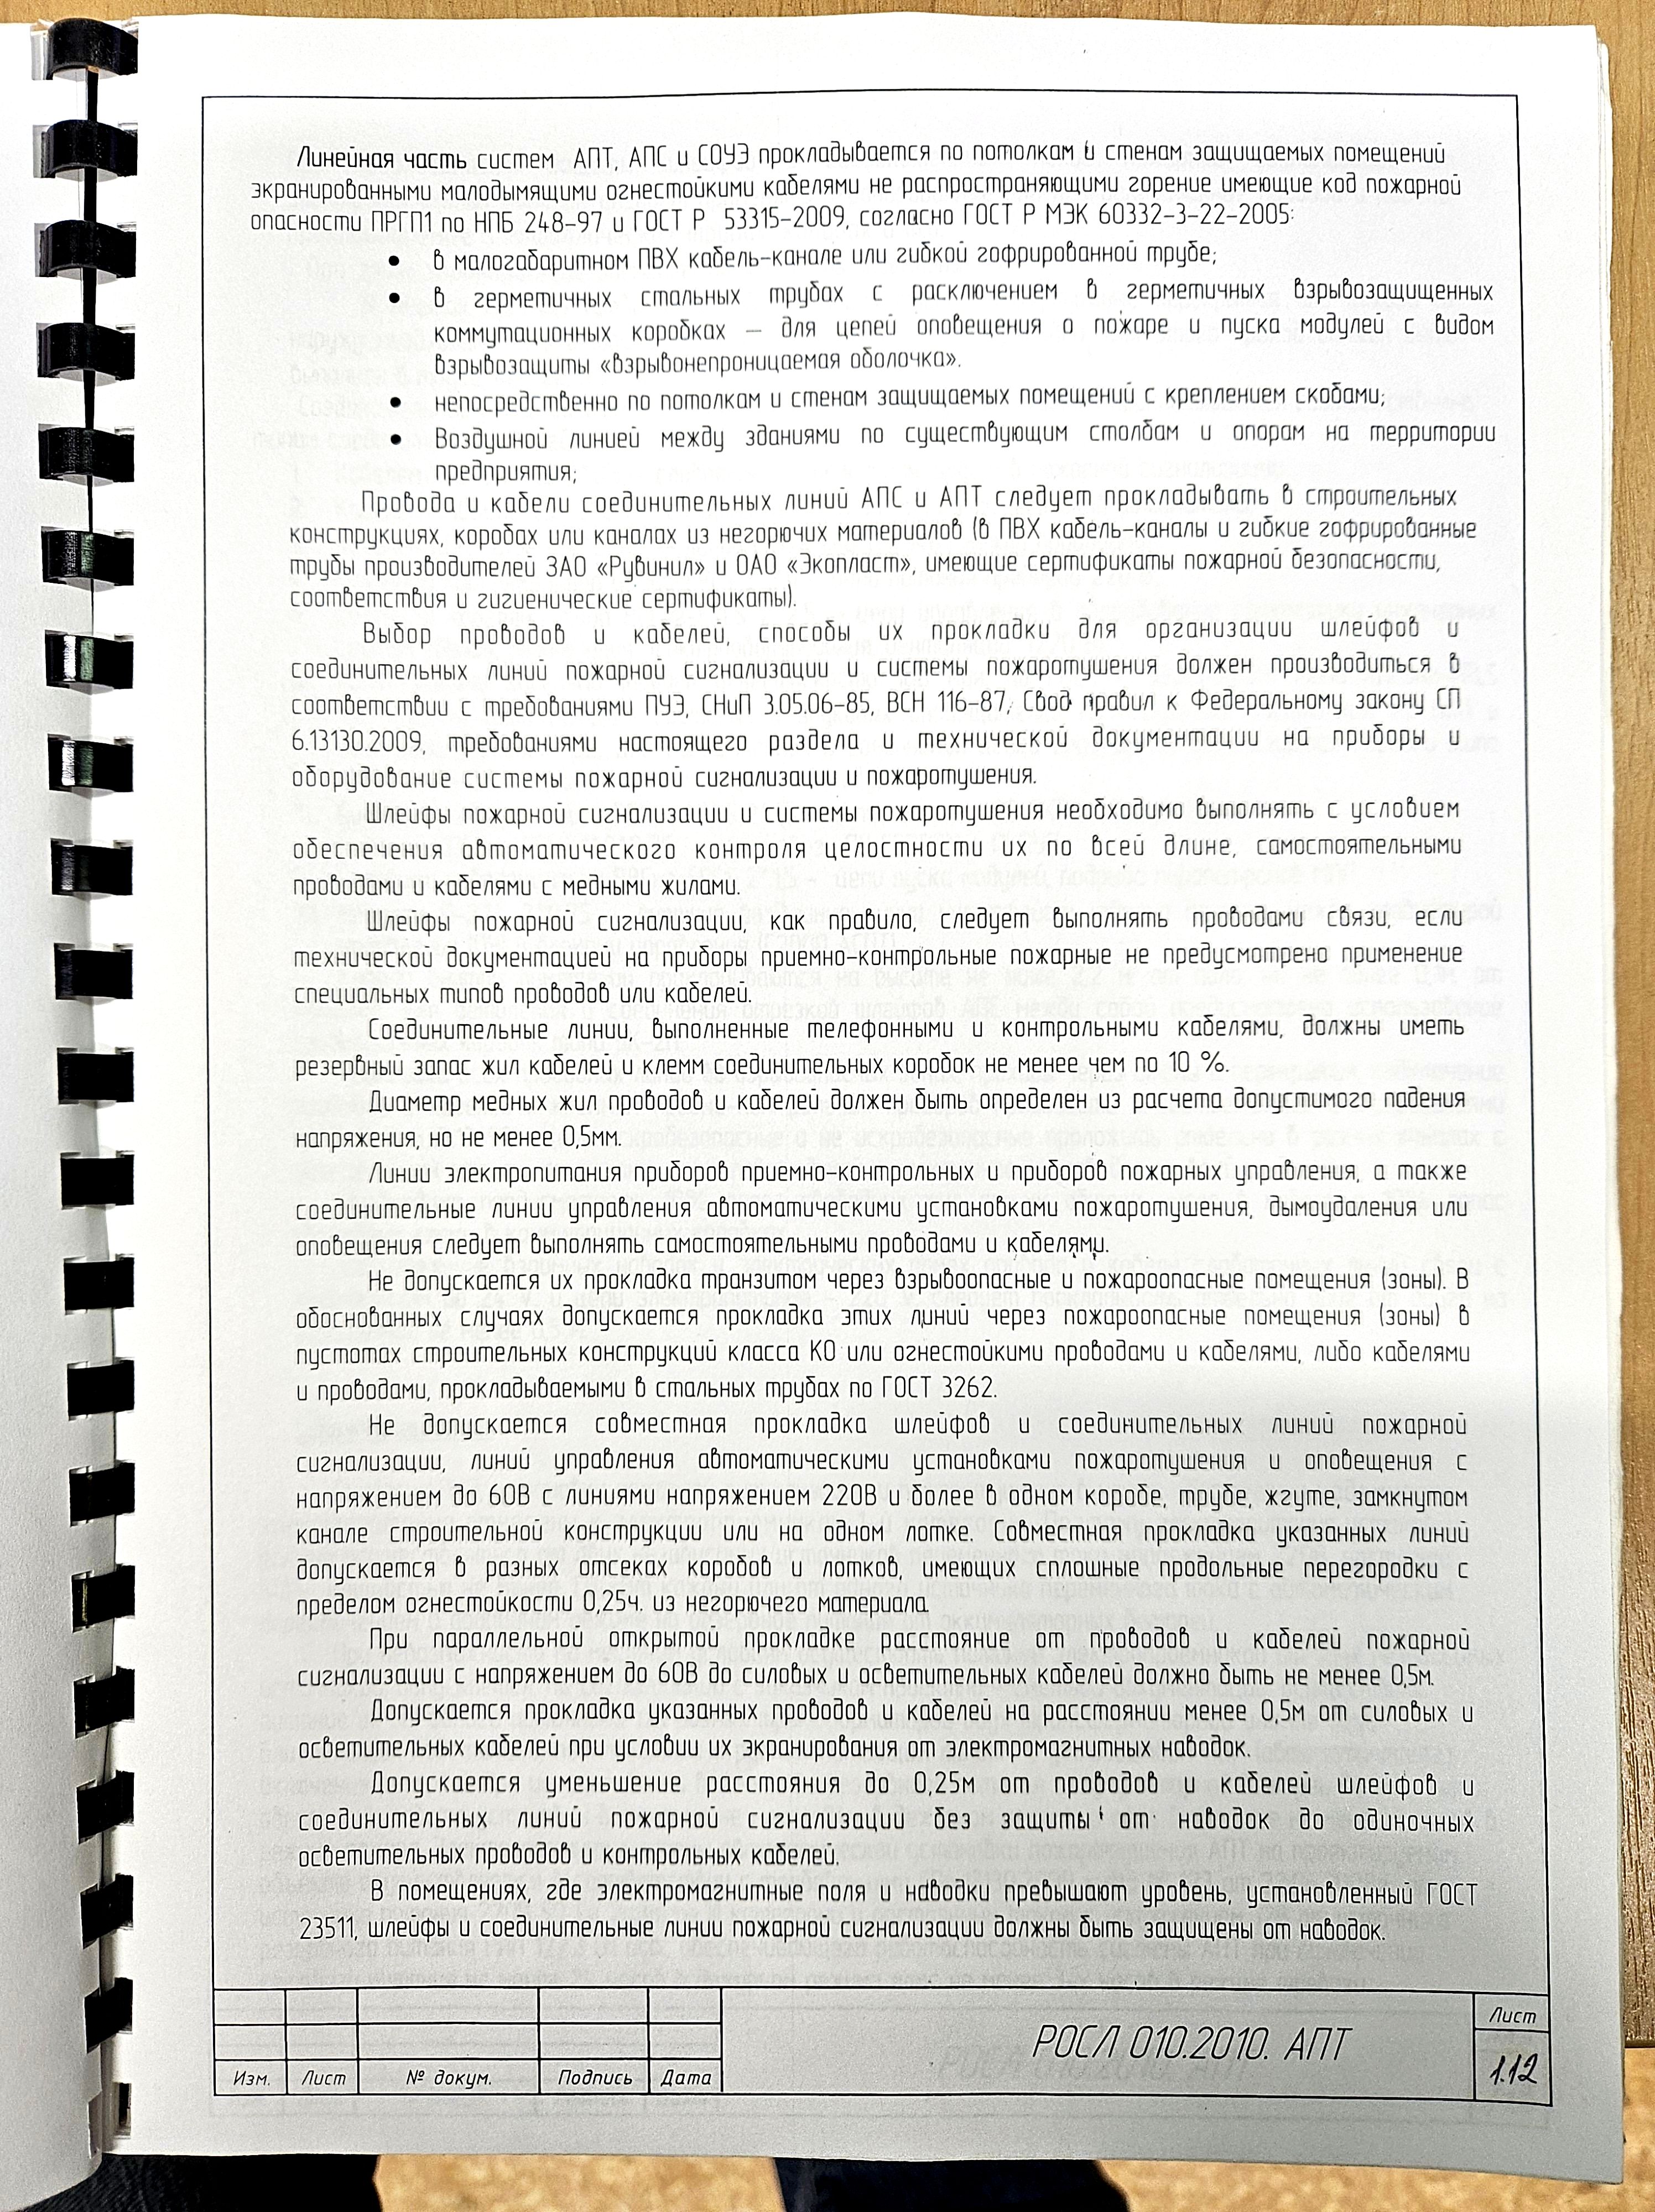 Линейная часть систем АПТ, АПС и СОУЭ прокладывается по потолкам и стенам защищаемых помещений
экранированными малодымящими огнестойкими кабелями не распространяющими горение имеющие код пожарной
опасности ПРГП1 по НПБ 248-97 и ГОСТ Р 53315-2009, согласно ГОСТ Р МЭК 60332-3-22-2005:
• в малогабаритном ПВХ кабель-канале или гибкой гофрированной трубе;
• в герметичных стальных трубах с расключением в герметичных взрывозащищенных
коммутационных коробках – для цепей оповещения о пожаре и пуска модулей с видом
взрывозащиты «взрывонепроницаемая оболочка».
• непосредственно по потолкам и стенам защищаемых помещений с креплением скобами;
• Воздушной линией между зданиями по существующим столбам и опорам на территории
предприятия;
Провода и кабели соединительных линий АПС и АПТ следует прокладывать в строительных
конструкциях, коробах или каналах из негорючих материалов (в ПВХ кабель-каналы и гибкие гофрированные
трубы производителей ЗАО «Рувинил» и ОАО «Экопласт», имеющие сертификаты пожарной безопасности,
соответствия и гигиенические сертификаты).
Выбор проводов и кабелей, способы их прокладки для организации шлейфов и
соединительных линий пожарной сигнализации и системы пожаротушения должен производиться в
соответствии с требованиями ПУЭ, СНиП 3.05.06-85, ВСН 116-87, Свод правил к Федеральному закону СП
6.13130.2009, требованиями настоящего раздела и технической документации на приборы и
оборудование системы пожарной сигнализации и пожаротушения.
Шлейфы пожарной сигнализации и системы пожаротушения необходимо выполнять с условием
обеспечения автоматического контроля целостности их по всей длине, самостоятельными
проводами и кабелями с медными жилами.
Шлейфы пожарной сигнализации, как правило, следует выполнять проводами связи, если
технической документацией на приборы приемно-контрольные пожарные не предусмотрено применение
специальных типов проводов или кабелей.
Соединительные линии, выполненные телефонными и контрольными кабелями, должны иметь
резервный запас жил кабелей и клемм соединительных коробок не менее чем по 10 %.
Диаметр медных жил проводов и кабелей должен быть определен из расчета допустимого падения
напряжения, но не менее 0,5мм.
Линии электропитания приборов приемно-контрольных и приборов пожарных управления, а также
соединительные линии управления автоматическими установками пожаротушения, дымоудаления или
оповещения следует выполнять самостоятельными проводами и кабелями.
Не допускается их прокладка транзитом через взрывоопасные и пожароопасные помещения (зоны). В
обоснованных случаях допускается прокладка этих линий через пожароопасные помещения (зоны) в
пустотах строительных конструкций класса КО или огнестойкими проводами и кабелями, либо кабелями
и проводами, прокладываемыми в стальных трубах по ГОСТ 3262.
Не допускается совместная прокладка шлейфов и соединительных линий пожарной
сигнализации, линий управления автоматическими установками пожаротушения и оповещения с
напряжением до 60В с линиями напряжением 220В и более в одном коробе, трубе, жгуте, замкнутом
канале строительной конструкции или на одном лотке. Совместная прокладка указанных линий
допускается в разных отсеках коробов и лотков, имеющих сплошные продольные перегородки с
пределом огнестойкости 0,25ч. из негорючего материала
При параллельной открытой прокладке расстояние от проводов и кабелей пожарной
сигнализации с напряжением до 60В до силовых и осветительных кабелей должно быть не менее 0,5м.
Допускается прокладка указанных проводов и кабелей на расстоянии менее 0,5м от силовых и
осветительных кабелей при условии их экранирования от электромагнитных наводок.
Допускается уменьшение расстояния до 0,25м от проводов и кабелей шлейфов и
соединительных линий пожарной сигнализации без защиты от наводок до одиночных
осветительных проводов и контрольных кабелей.
В помещениях, где электромагнитные поля и наводки превышают уровень, установленный ГОСТ
23511, шлейфы и соединительные линии пожарной сигнализации должны быть защищены от наводок.
РОСЛ 010.2010. АПТ
Лист
1.12
Изм. Лист № докум. Подпись Дата